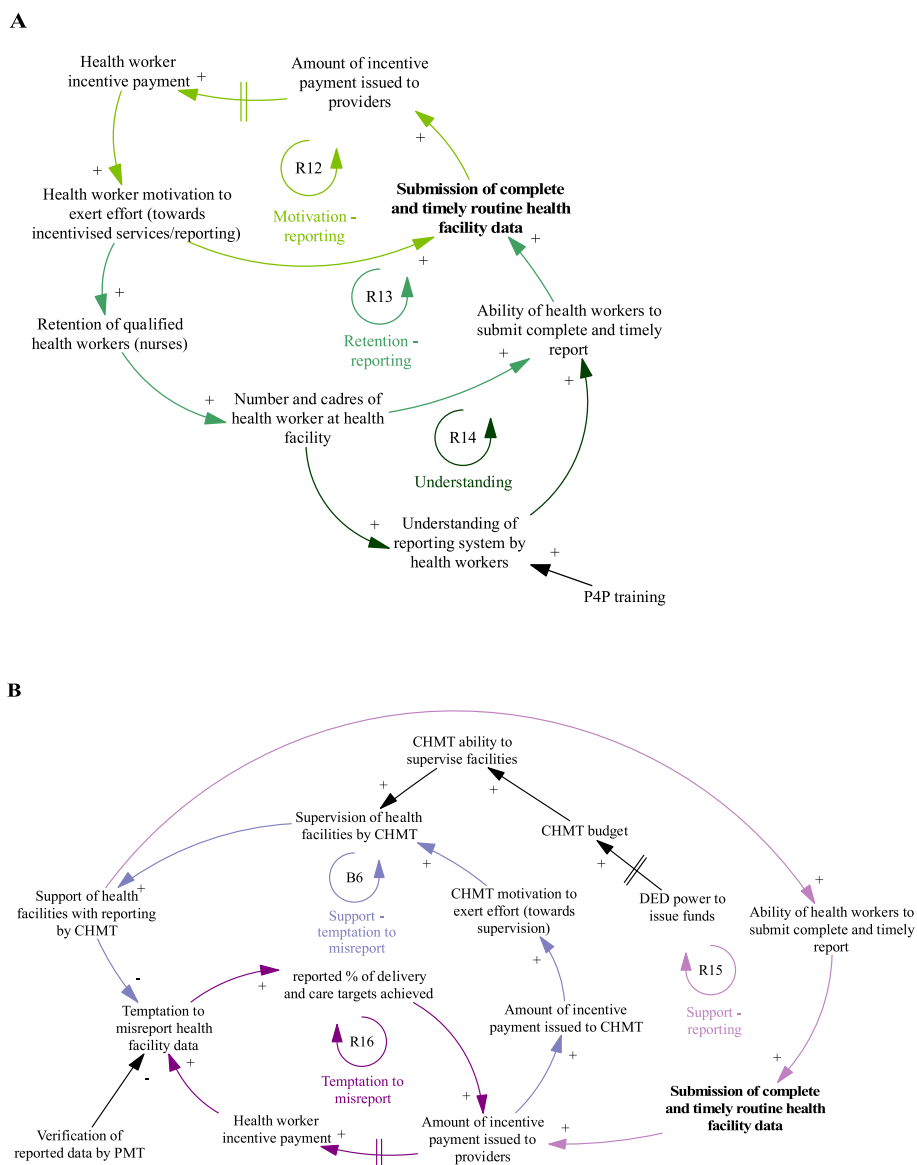 A
Health worker
incentive payment
+
Amount of incentive
payment issued to
providers
+
R12
+
Health worker motivation to
exert effort (towards
incentivised services/reporting)
Motivation -
reporting
Submission of complete
and timely routine health
facility data
+
+
R13
+
Retention of qualified
health workers (nurses)
Retention -
reporting
Ability of health workers to
submit complete and timely
report
+
+
+
Number and cadres of
health worker at health
facility
R14
Understanding
+
Understanding of
reporting system by
health workers
+
P4P training
B
CHMT ability to
supervise facilities
+
+
Supervision of health
facilities by CHMT
CHMT budget
+
+
B6
+
Support of health
facilities with reporting
by CHMT
Support -
temptation to
misreport
CHMT motivation to
exert effort (towards
supervision)
DED power to
issue funds
+
Ability of health workers to
submit complete and timely
report
+
R15
-
+
reported % of delivery
and care targets achieved
Temptation to
misreport health
facility data
Amount of incentive
payment issued to CHMT
Support -
reporting
R16
+
+
+
-
Temptation to
misreport
+
Submission of complete
and timely routine health
facility data
Verification of
reported data by PMT
Health worker
incentive payment
+
Amount of incentive
payment issued to
providers
+